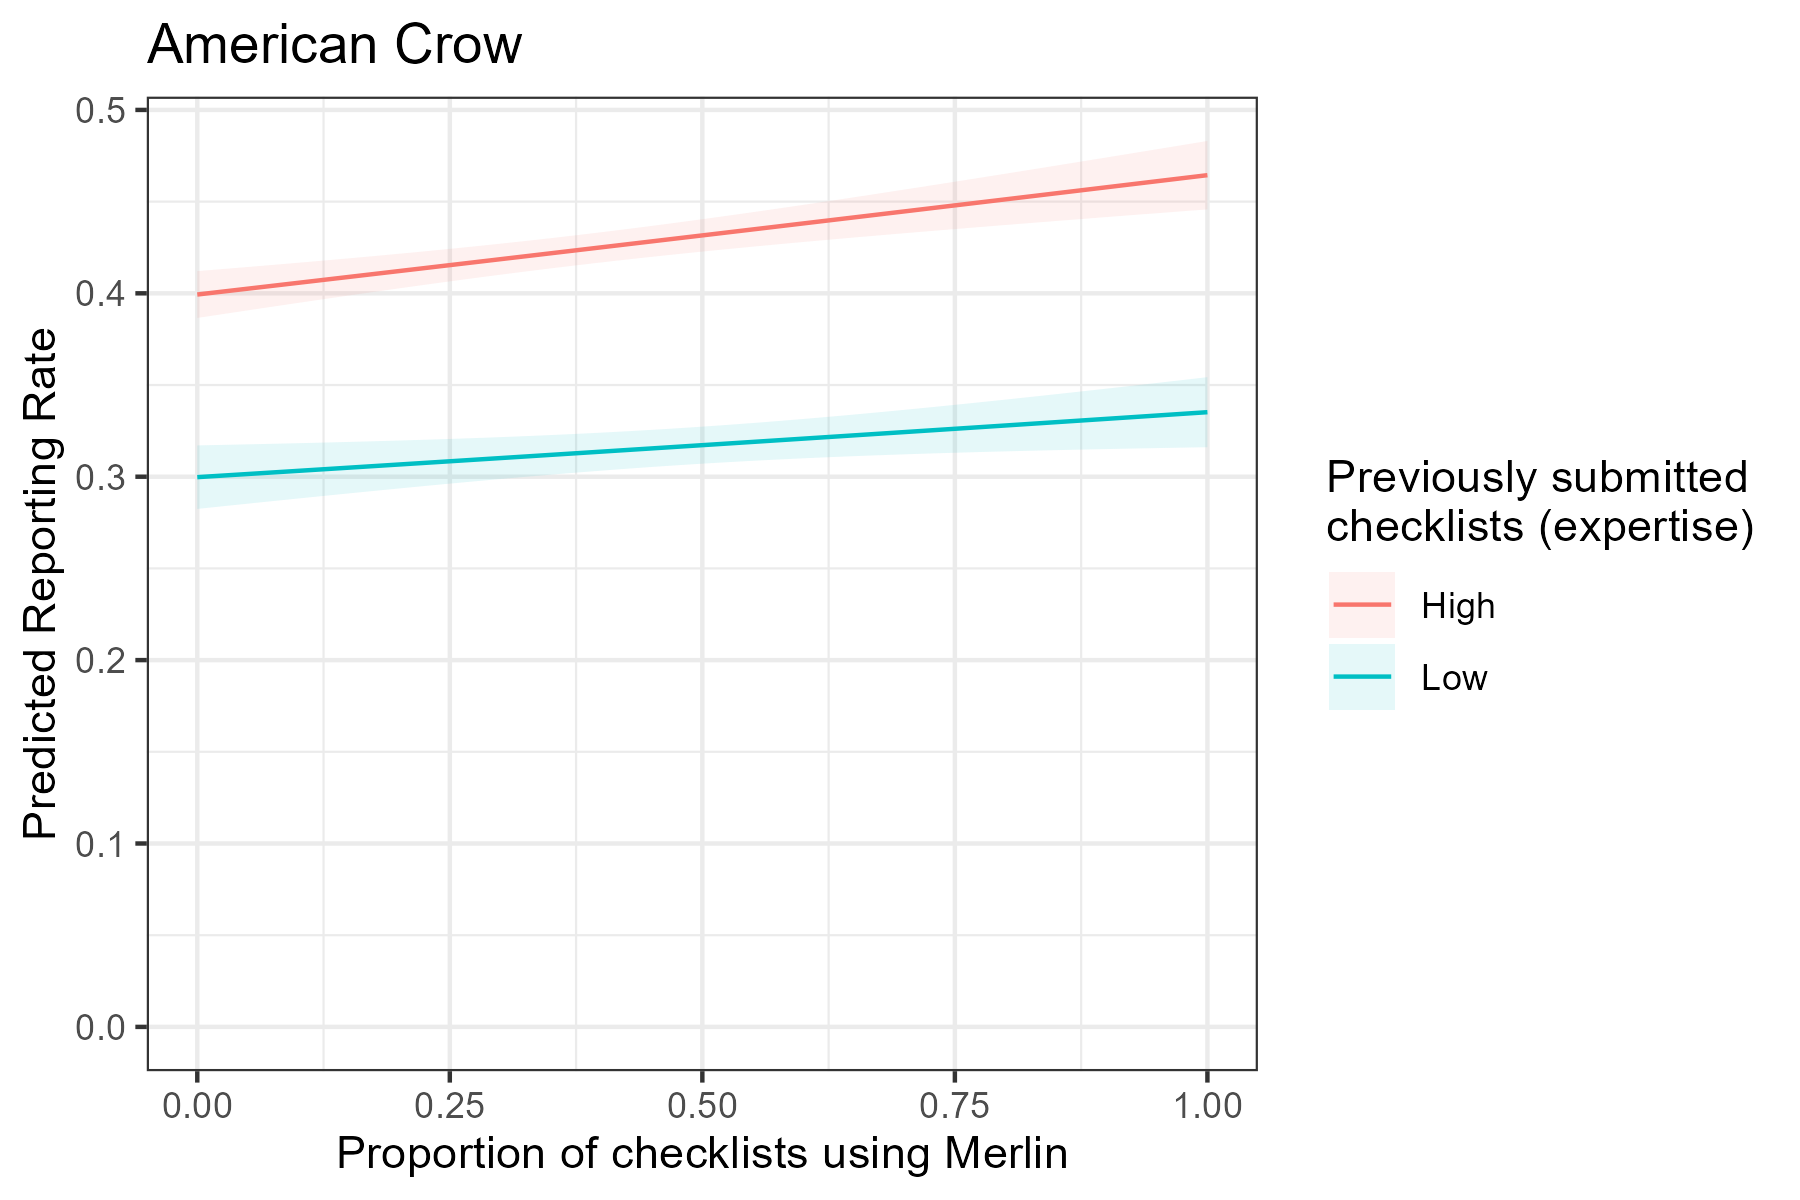 American Crow
0.5
0.4
0.3
0.2
0.1
0.0
Predicted Reporting Rate
0.00 0.25 0.50 0.75 1.00
Proportion of checklists using Merlin
Previously submitted
checklists (expertise)
High
Low